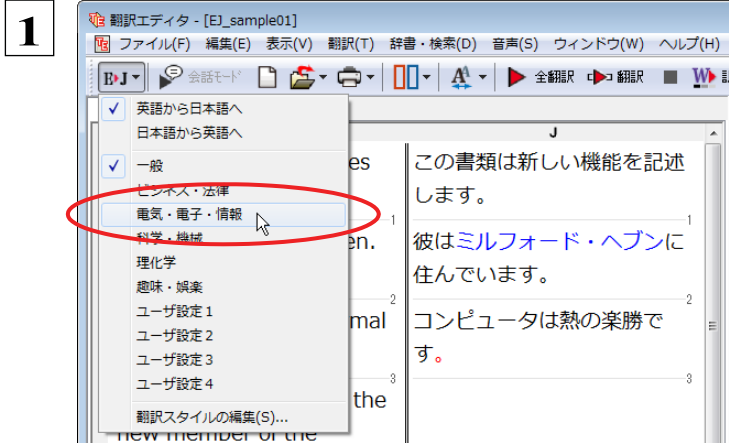 1
翻訳エディタ - [EJ_sample01]
ファイル(F) 編集(E) 表示(V) 翻訳(T) 辞書・検索(D) 音声(S) ウィンドウ(W) ヘルプ(H)
E▸J 会話モード 全翻訳 翻訳
英語から日本語へ
日本語から英語へ
一般
ビジネス・法律
電気・電子・情報
科学・機械
理化学
趣味・娯楽
ユーザ設定1
ユーザ設定2
ユーザ設定3
ユーザ設定4
翻訳スタイルの編集(S)...
es
1
en.
2
mal
3
the
new member of the
J
この書類は新しい機能を記述
します。
1
彼はミルフォード・ヘブンに
住んでいます。
2
コンピュータは熱の楽勝で
す。
3